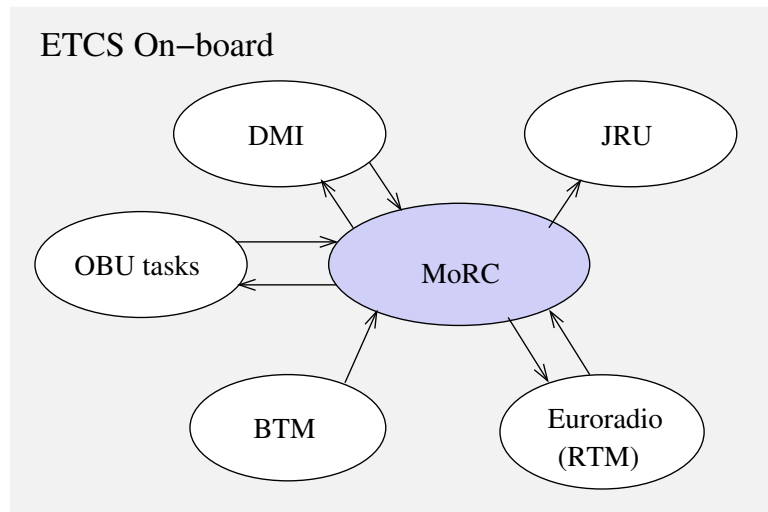 ETCS On−board
DMI
JRU
OBU tasks
MoRC
BTM
Euroradio
(RTM)